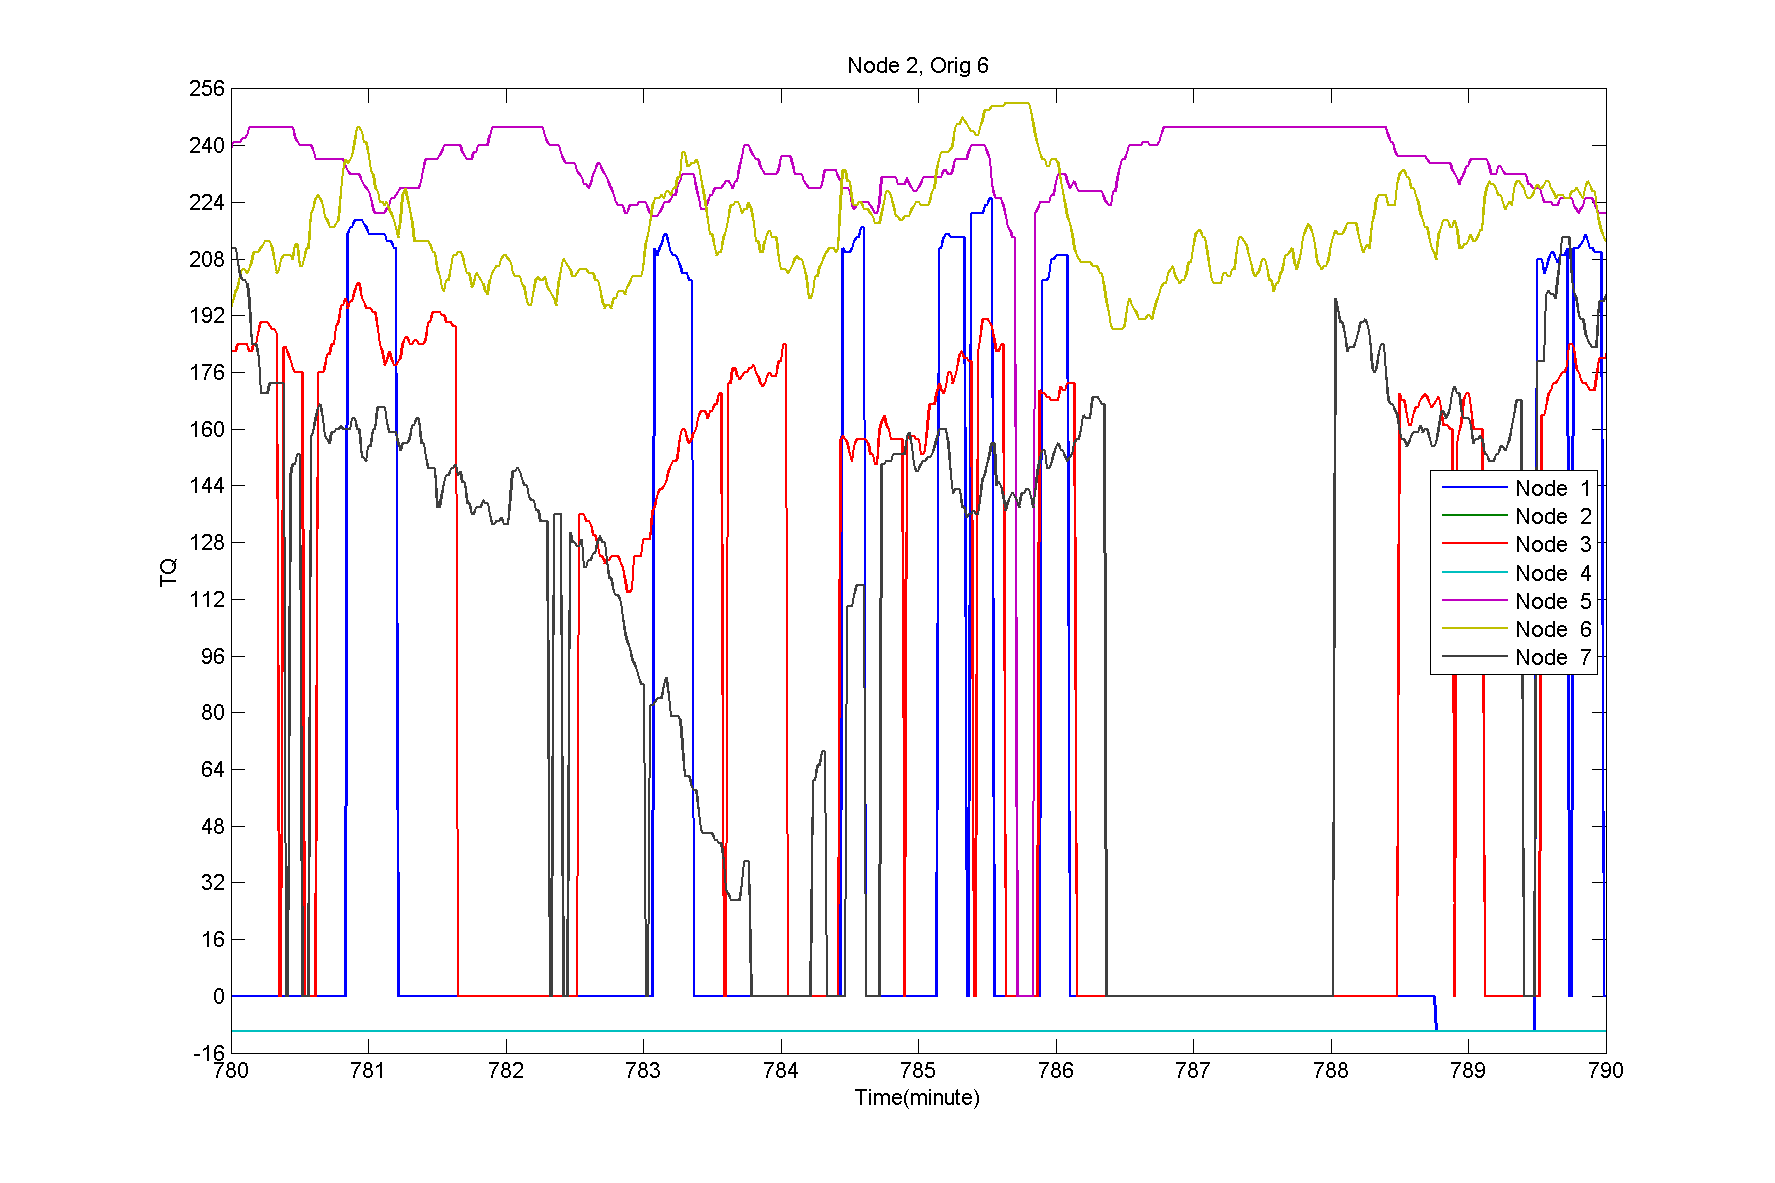 Node 2, Orig 6
256
240
224
208
192
176
160
144
128
112
96
80
64
48
32
16
0
-16
TQ
Node 1
Node 2
Node 3
Node 4
Node 5
Node 6
Node 7
780 781 782 783 784 785 786 787 788 789 790
Time(minute)